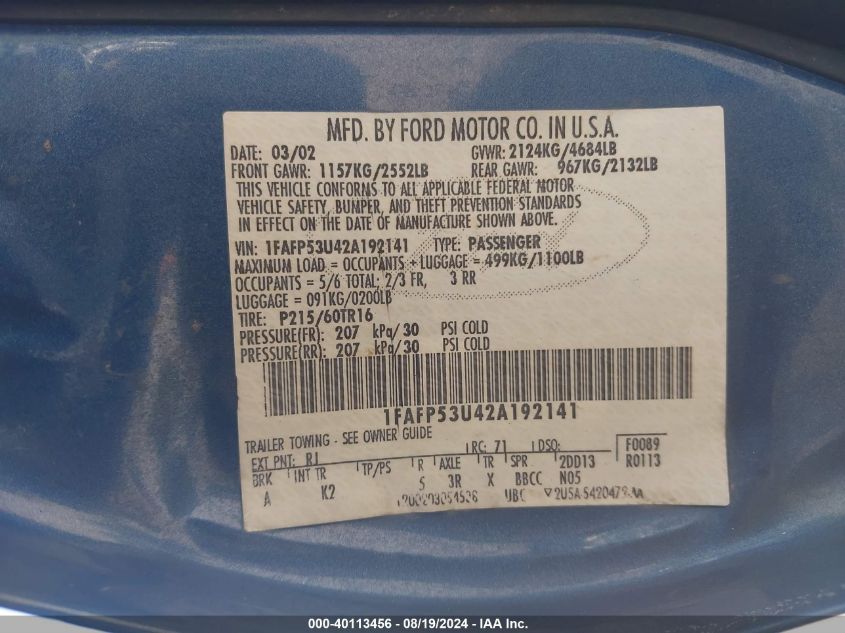 MFD. BY FORD MOTOR CO. IN U.S.A.
DATE: 03/02 GVWR: 2124KG/4684LB
FRONT GAWR: 1157KG/2552LB REAR GAWR: 967KG/2132LB
THIS VEHICLE CONFORMS TO ALL APPLICABLE FEDERAL MOTOR
VEHICLE SAFETY, BUMPER, AND THEFT PREVENTION STANDARDS
IN EFFECT ON THE DATE OF MANUFACTURE SHOWN ABOVE.
VIN: 1FAFP53U42A192141 TYPE: PASSENGER
MAXIMUM LOAD = OCCUPANTS + LUGGAGE = 499KG/1100LB
OCCUPANTS = 5/6 TOTAL; 2/3 FR, 3 RR
LUGGAGE = 091KG/0200LB
TIRE: P215/60TR16
PRESSURE(FR): 207 kPa/30 PSI COLD
PRESSURE(RR): 207 kPa/30 PSI COLD
1FAFP53U42A192141
TRAILER TOWING - SEE OWNER GUIDE
EXT PNT: RC: 71 DSO: F0089
BRK INT TR TP/PS R AXLE TR SPR 2DD13 R0113
A K2 5 3R X BBCC N05
UBC
000-40113456 - 08/19/2024 - IAA Inc.